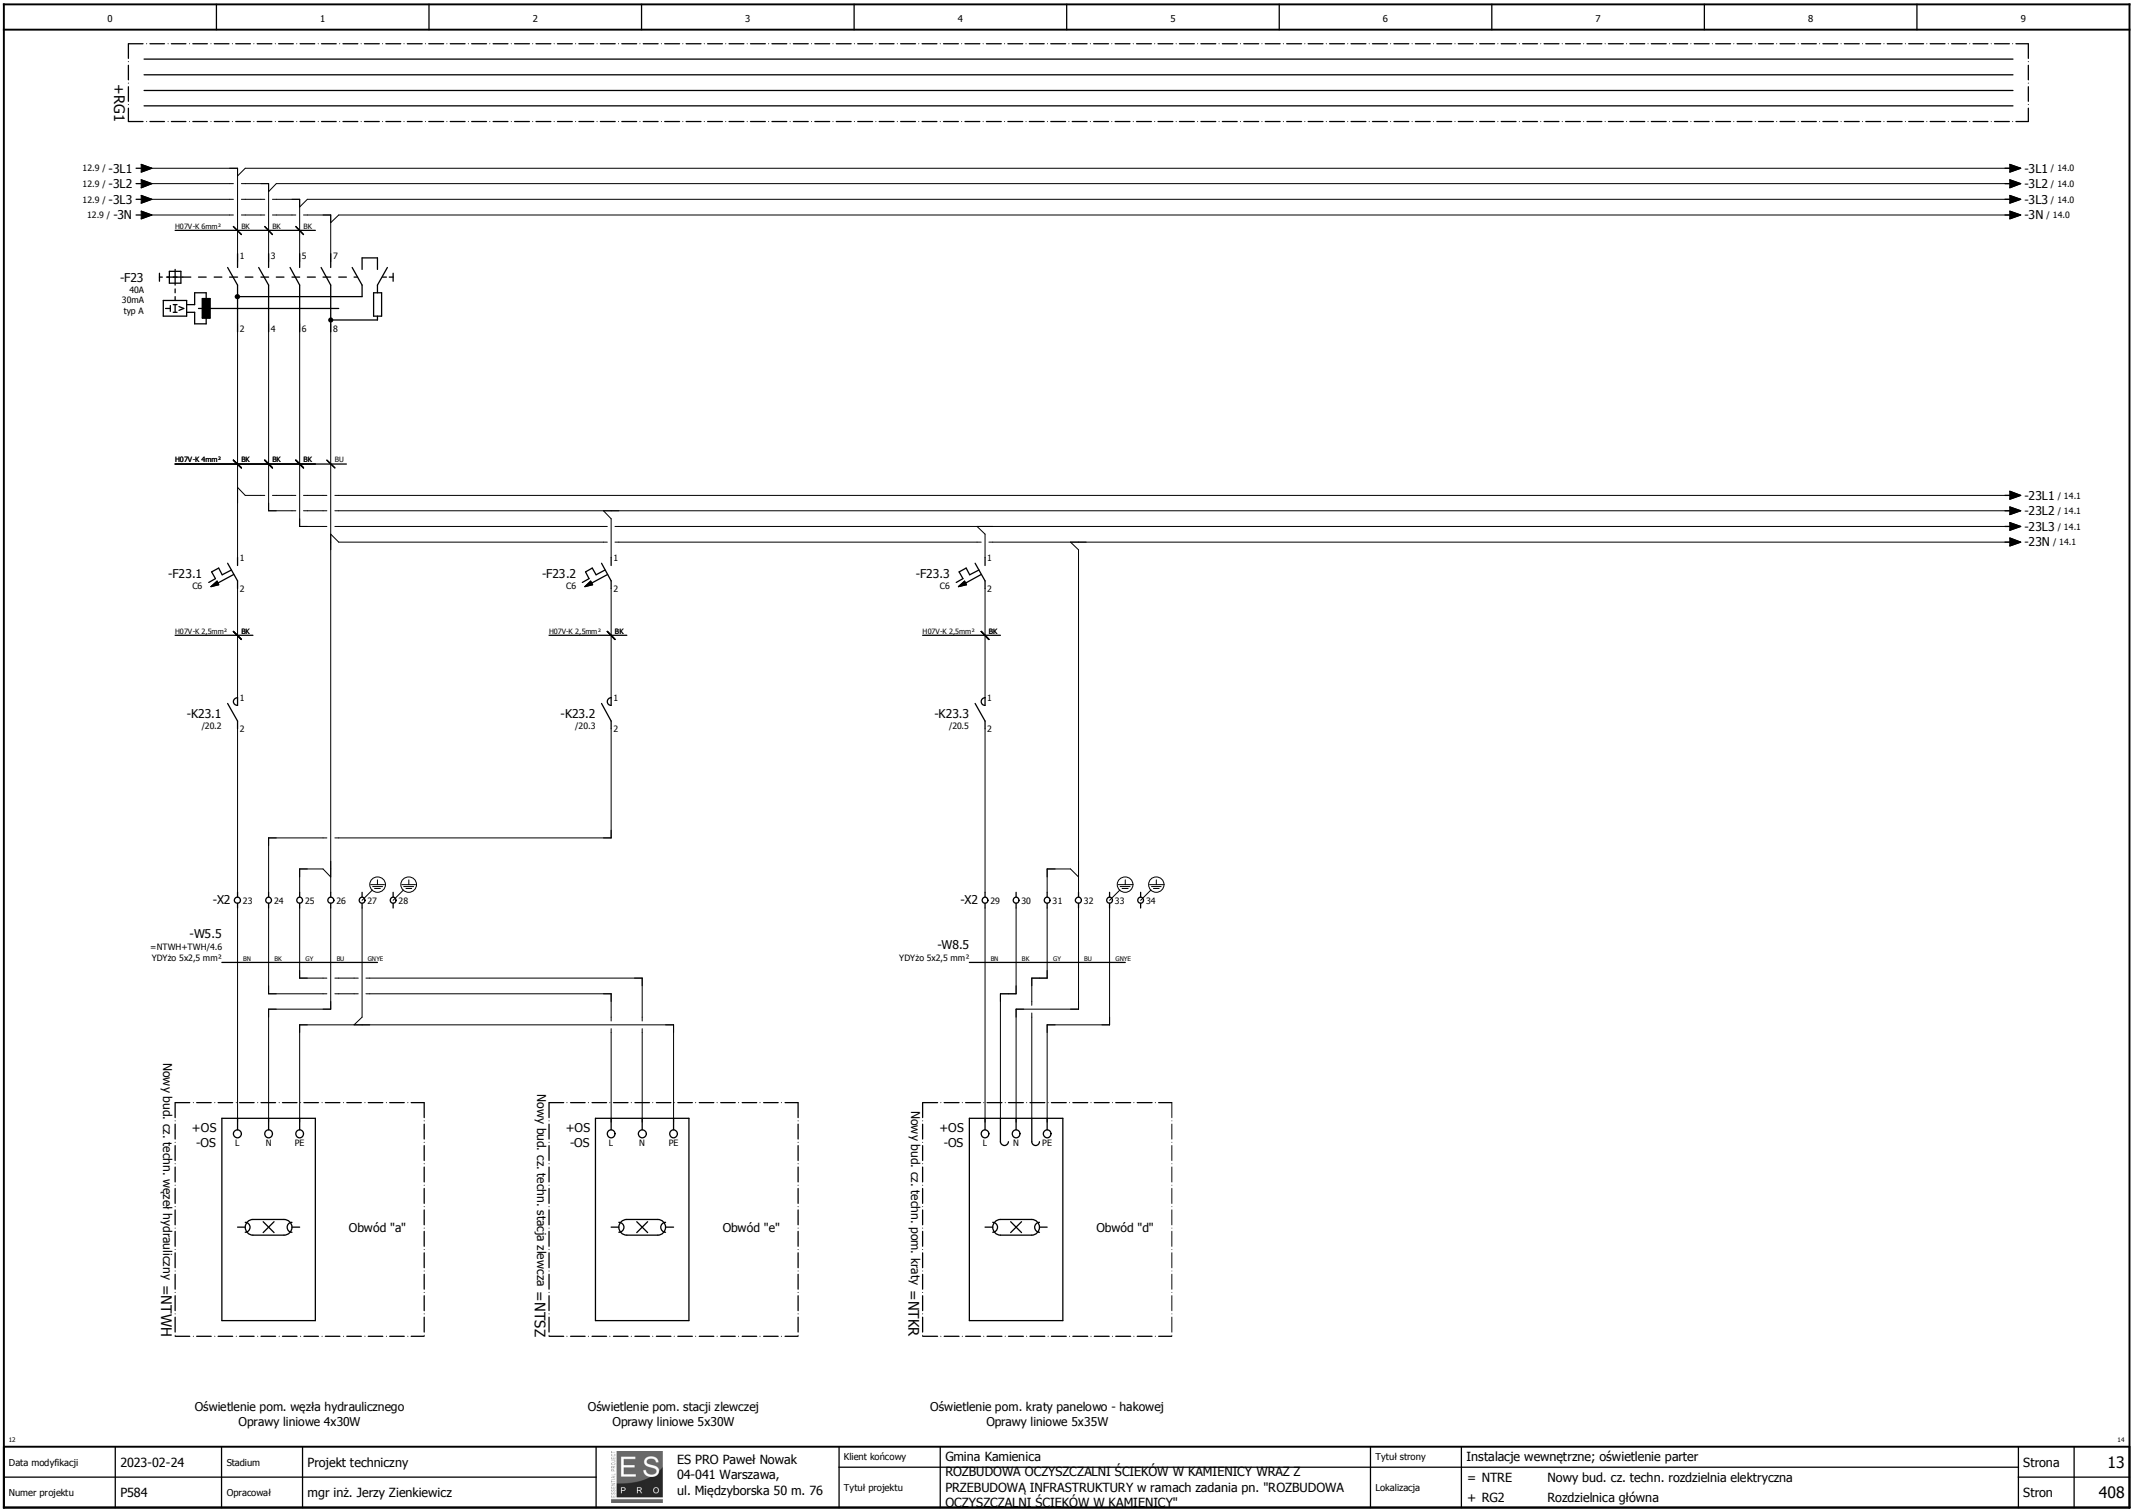 0 1 2 3 4 5 6 7 8 9
+RG1
12.9 / -3L1 -3L1 / 14.0
12.9 / -3L2 -3L2 / 14.0
12.9 / -3L3 -3L3 / 14.0
12.9 / -3N -3N / 14.0
H07V-K 6mm² BK BK BK
1 3 5 7
-F23
40A
30mA
typ A
-I>
2 4 6 8
H07V-K 4mm² BK BK BK BU
-23L1 / 14.1
-23L2 / 14.1
-23L3 / 14.1
-23N / 14.1
1 1 1
-F23.1 -F23.2 -F23.3
C6 C6 C6
2 2 2
H07V-K 2,5mm² BK H07V-K 2,5mm² BK H07V-K 2,5mm² BK
1 1 1
-K23.1 -K23.2 -K23.3
/20.2 /20.3 /20.5
2 2 2
-X2 23 24 25 26 27 28 -X2 29 30 31 32 33 34
-W5.5
=NTWH+TWH/4.6
YDYżo 5x2,5 mm² BN BK GY BU GNYE
-W8.5
YDYżo 5x2,5 mm² BN BK GY BU GNYE
Nowy bud. cz. techn. węzeł hydrauliczny =NTWH
+OS
-OS
L N PE
Obwód "a"
Nowy bud. cz. techn. stacja zlewcza =NTSZ
+OS
-OS
L N PE
Obwód "e"
Nowy bud. cz. techn. pom. kraty =NTKR
+OS
-OS
L N PE
Obwód "d"
Oświetlenie pom. węzła hydraulicznego
Oprawy liniowe 4x30W
Oświetlenie pom. stacji zlewczej
Oprawy liniowe 5x30W
Oświetlenie pom. kraty panelowo - hakowej
Oprawy liniowe 5x35W
12 14
Data modyfikacji 2023-02-24 Stadium Projekt techniczny
Numer projektu P584 Opracował mgr inż. Jerzy Zienkiewicz
ES
PRO
ES PRO Paweł Nowak
04-041 Warszawa,
ul. Międzyborska 50 m. 76
Klient końcowy Gmina Kamienica
Tytuł projektu
ROZBUDOWA OCZYSZCZALNI ŚCIEKÓW W KAMIENICY WRAZ Z
PRZEBUDOWĄ INFRASTRUKTURY w ramach zadania pn. "ROZBUDOWA
OCZYSZCZALNI ŚCIEKÓW W KAMIENICY"
Tytuł strony Instalacje wewnętrzne; oświetlenie parter
Lokalizacja
= NTRE Nowy bud. cz. techn. rozdzielnia elektryczna
+ RG2 Rozdzielnica główna
Strona 13
Stron 408